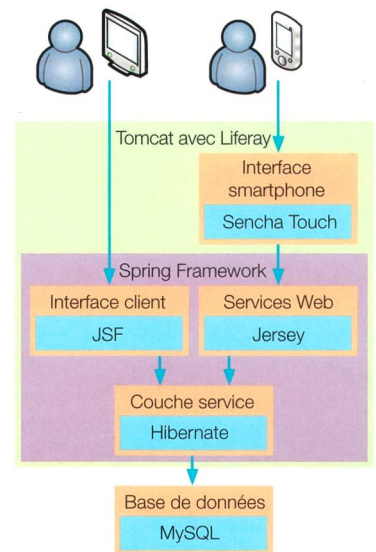 Tomcat avec Liferay
Interface
smartphone
Sencha Touch
Spring Framework
Interface client
JSF
Services Web
Jersey
Couche service
Hibernate
Base de données
MySQL